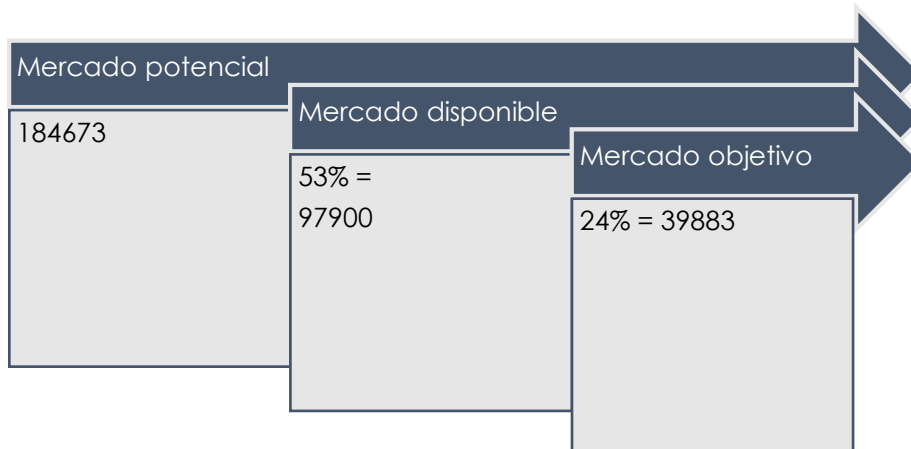 Mercado potencial
184673
Mercado disponible
53% =
97900
Mercado objetivo
24% = 39883